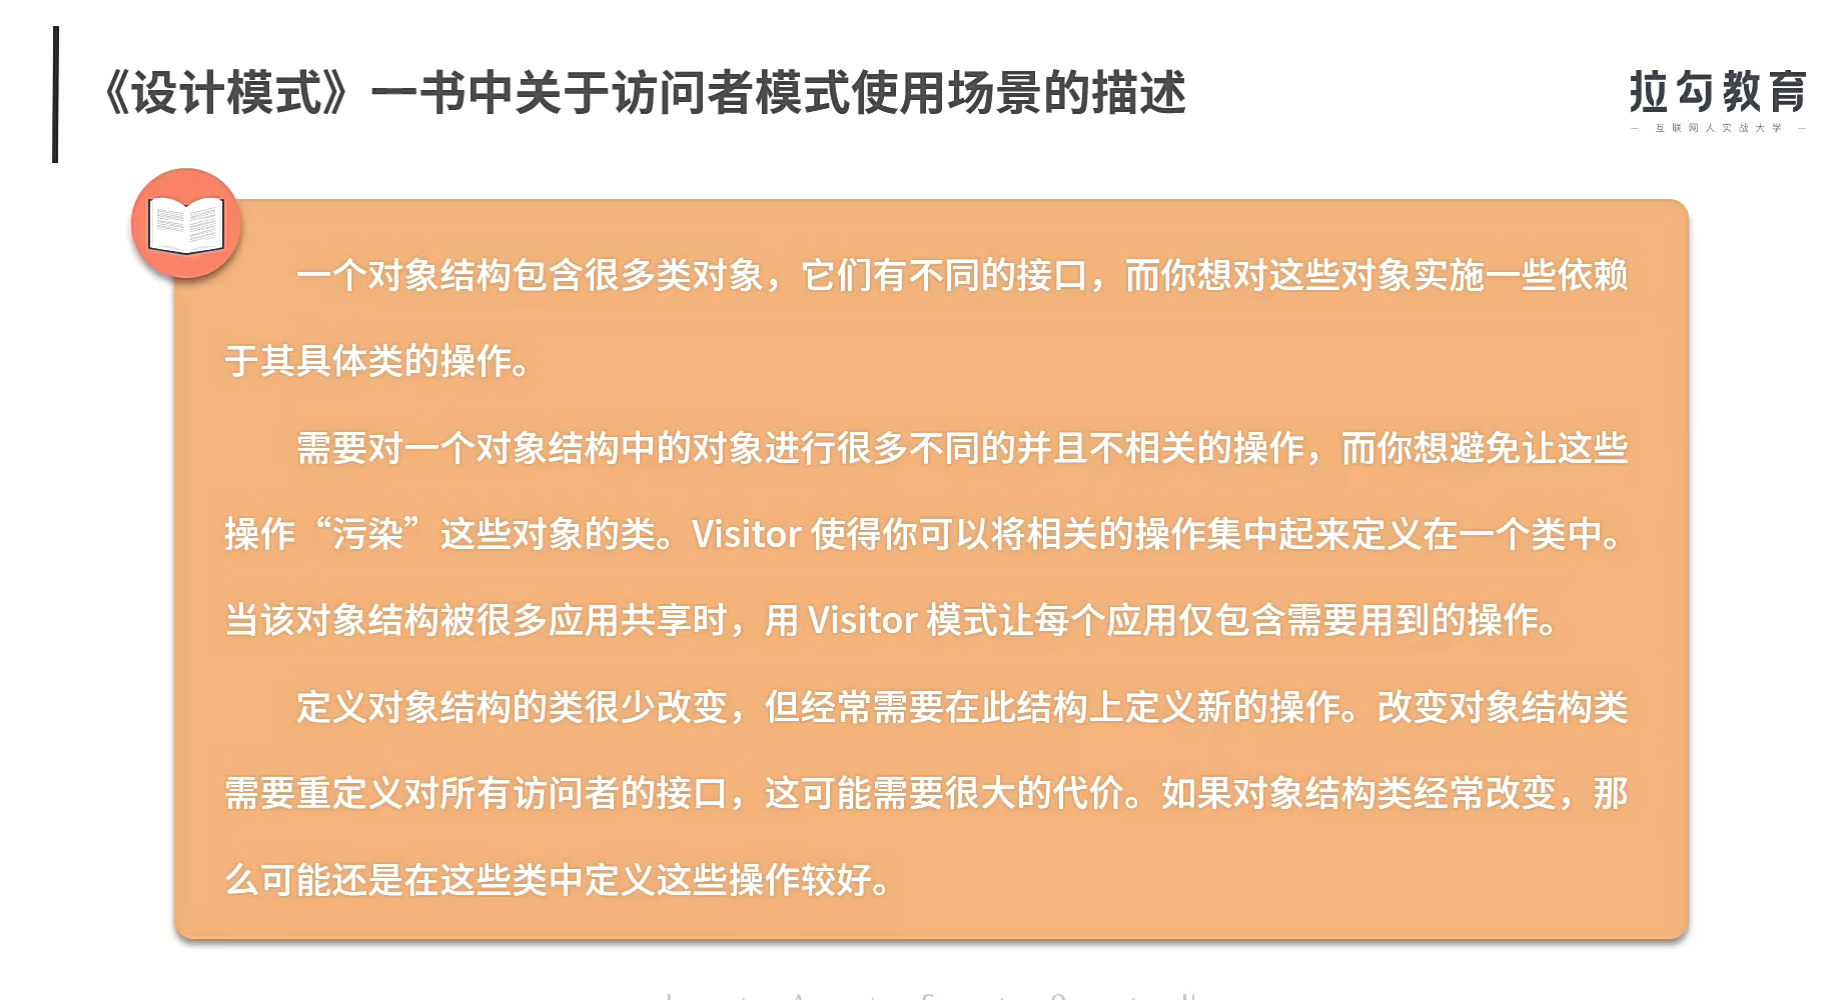 《设计模式》一书中关于访问者模式使用场景的描述
拉勾教育
— 互联网人实战大学 —
一个对象结构包含很多类对象，它们有不同的接口，而你想对这些对象实施一些依赖
于其具体类的操作。
需要对一个对象结构中的对象进行很多不同的并且不相关的操作，而你想避免让这些
操作“污染”这些对象的类。Visitor 使得你可以将相关的操作集中起来定义在一个类中。
当该对象结构被很多应用共享时，用 Visitor 模式让每个应用仅包含需要用到的操作。
定义对象结构的类很少改变，但经常需要在此结构上定义新的操作。改变对象结构类
需要重定义对所有访问者的接口，这可能需要很大的代价。如果对象结构类经常改变，那
么可能还是在这些类中定义这些操作较好。